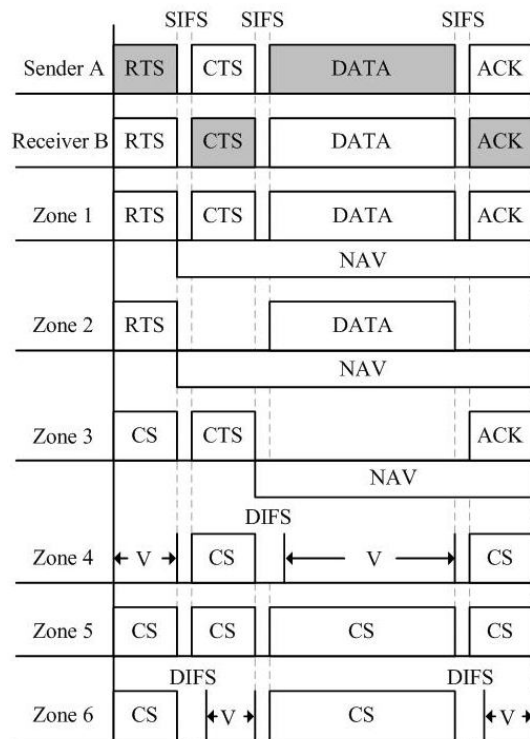 SIFS SIFS SIFS
Sender A RTS CTS DATA ACK
Receiver B RTS CTS DATA ACK
Zone 1 RTS CTS DATA ACK
NAV
Zone 2 RTS DATA
NAV
Zone 3 CS CTS ACK
NAV
DIFS
Zone 4 V CS V CS
Zone 5 CS CS CS CS
DIFS DIFS
Zone 6 CS V CS V